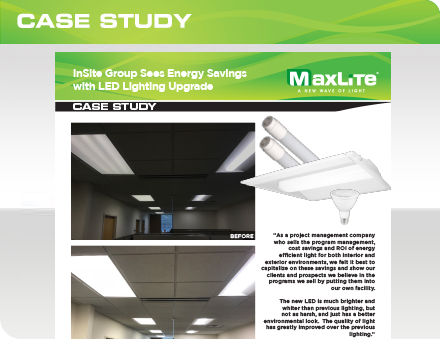 CASE STUDY
InSite Group Sees Energy Savings
with LED Lighting Upgrade
MAXLITE®
A NEW WAVE OF LIGHT
CASE STUDY
BEFORE
"As a project management company
who sells the program management,
cost savings and ROI of energy
efficient light for both interior and
exterior environments, we felt it best to
capitalize on these savings and show our
clients and prospects we believe in the
programs we sell by putting them into
our own facility.
The new LED is much brighter and
whiter than previous lighting, but
not as harsh, and just has a better
environmental look. The quality of light
has greatly improved over the previous
lighting."